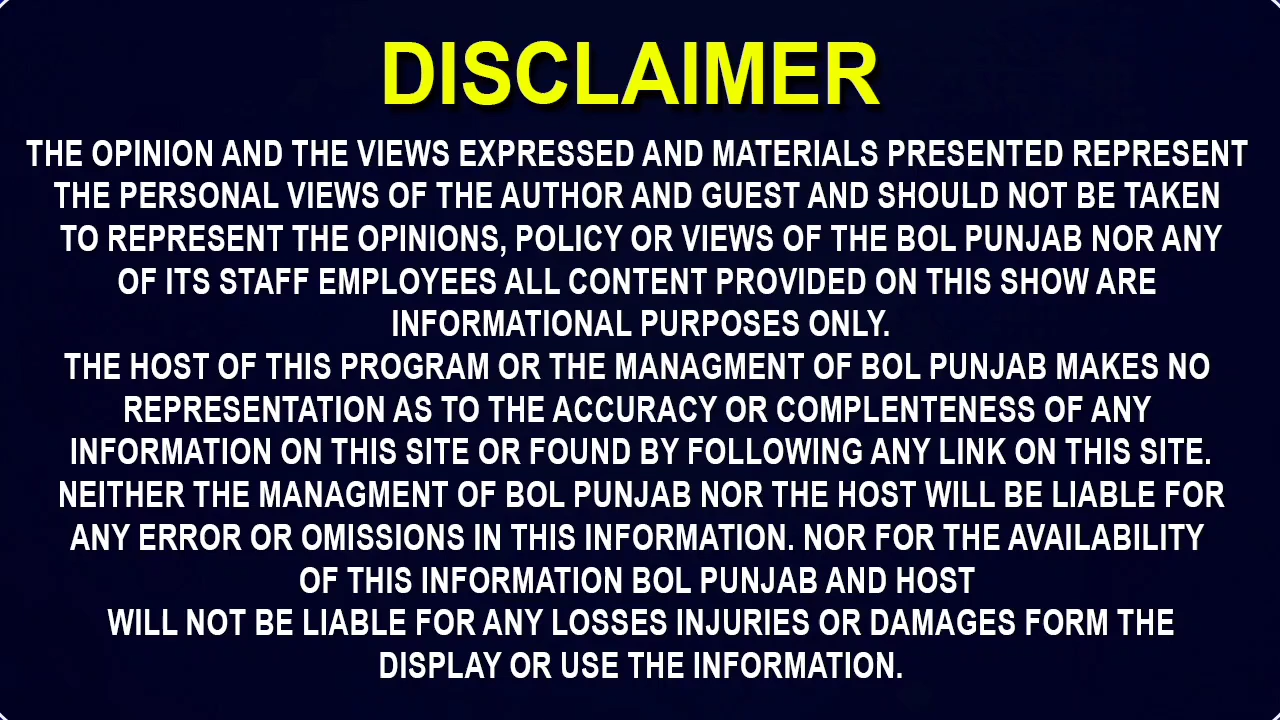 DISCLAIMER
THE OPINION AND THE VIEWS EXPRESSED AND MATERIALS PRESENTED REPRESENT
THE PERSONAL VIEWS OF THE AUTHOR AND GUEST AND SHOULD NOT BE TAKEN
TO REPRESENT THE OPINIONS, POLICY OR VIEWS OF THE BOL PUNJAB NOR ANY
OF ITS STAFF EMPLOYEES ALL CONTENT PROVIDED ON THIS SHOW ARE
INFORMATIONAL PURPOSES ONLY.
THE HOST OF THIS PROGRAM OR THE MANAGMENT OF BOL PUNJAB MAKES NO
REPRESENTATION AS TO THE ACCURACY OR COMPLENTENESS OF ANY
INFORMATION ON THIS SITE OR FOUND BY FOLLOWING ANY LINK ON THIS SITE.
NEITHER THE MANAGMENT OF BOL PUNJAB NOR THE HOST WILL BE LIABLE FOR
ANY ERROR OR OMISSIONS IN THIS INFORMATION. NOR FOR THE AVAILABILITY
OF THIS INFORMATION BOL PUNJAB AND HOST
WILL NOT BE LIABLE FOR ANY LOSSES INJURIES OR DAMAGES FORM THE
DISPLAY OR USE THE INFORMATION.